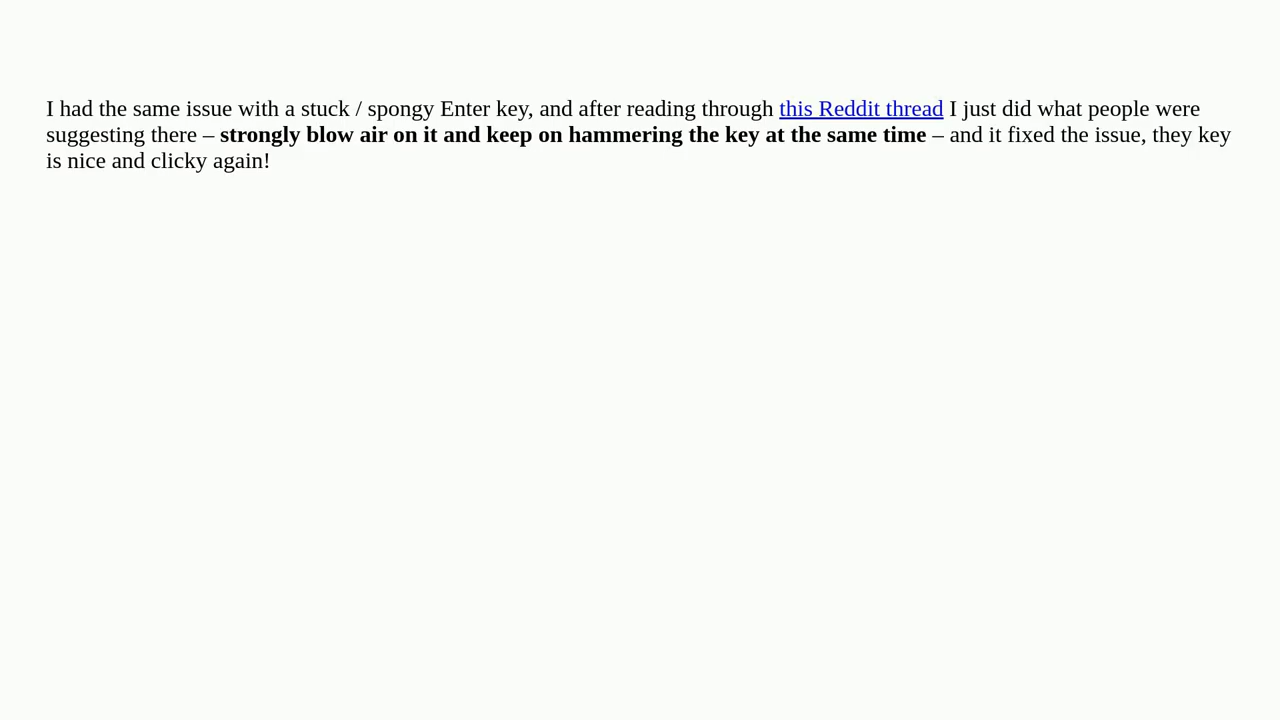 I had the same issue with a stuck / spongy Enter key, and after reading through this Reddit thread I just did what people were
suggesting there – strongly blow air on it and keep on hammering the key at the same time – and it fixed the issue, they key
is nice and clicky again!